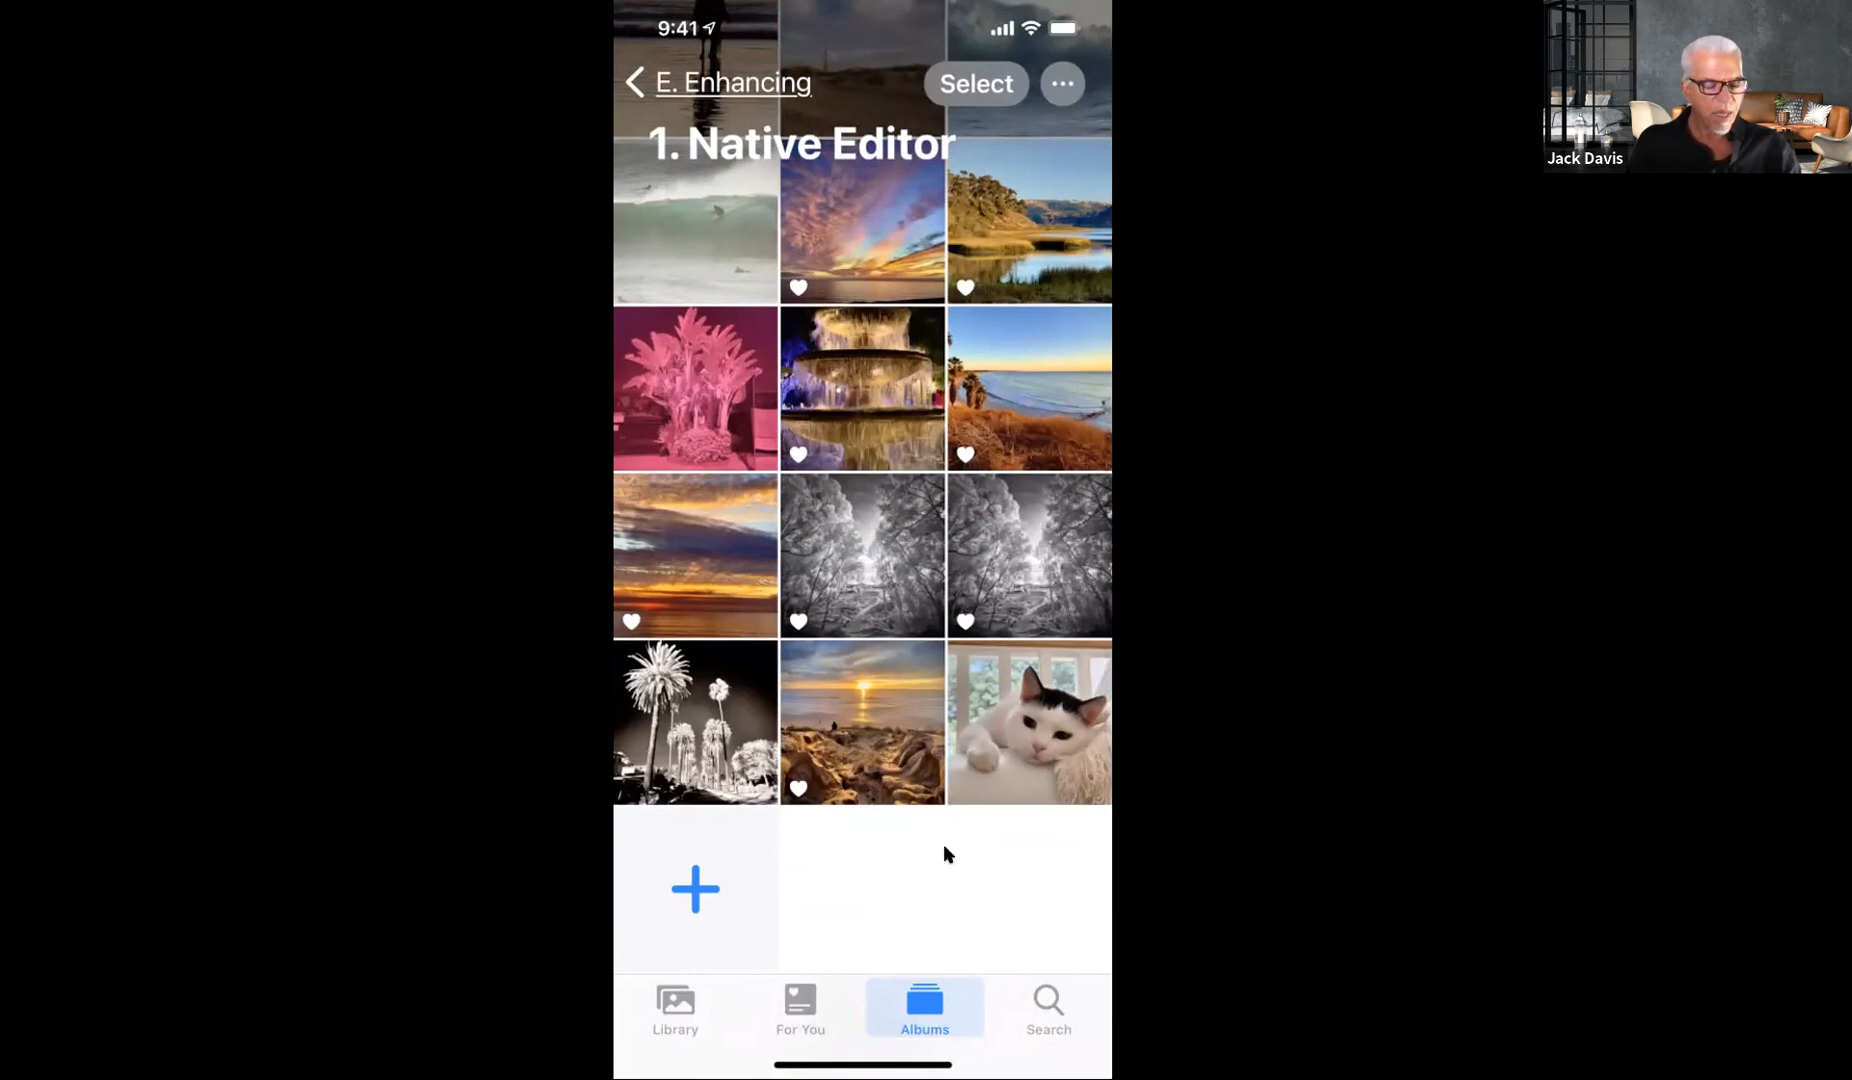 9:41
E. Enhancing
Select
1. Native Editor
Jack Davis
Library
For You
Albums
Search